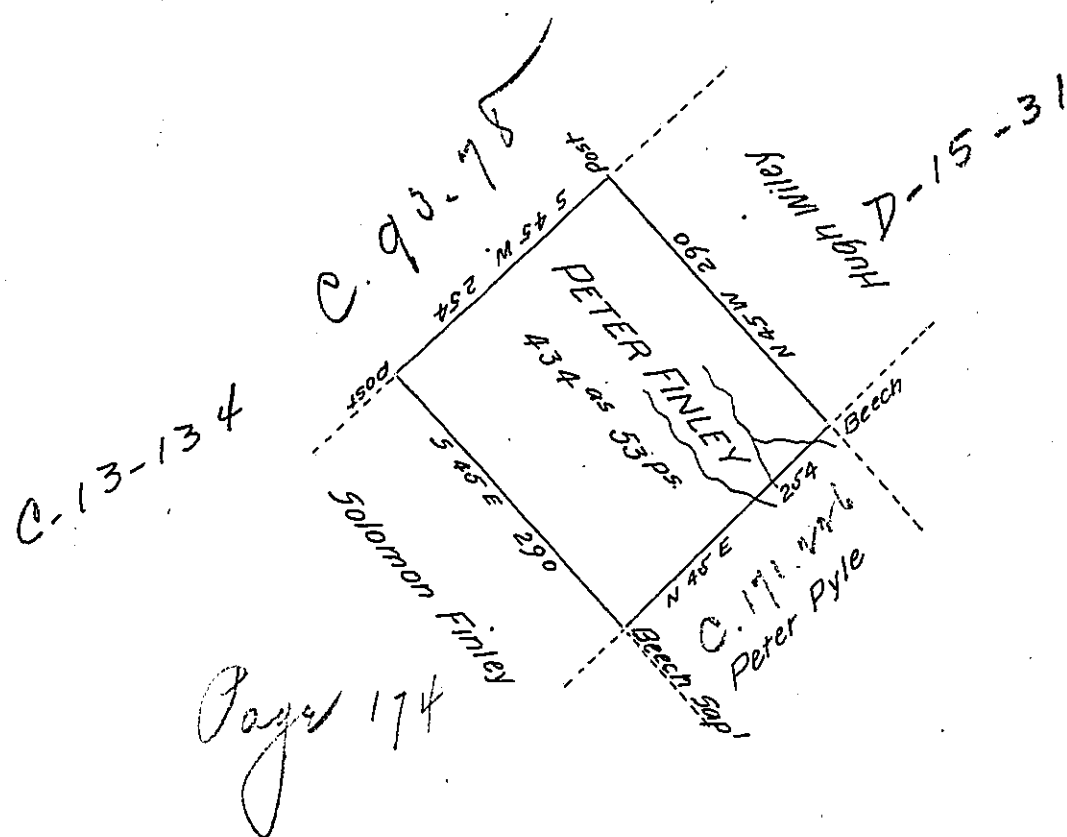 C. 93-78
D-15-31
Post
Hugh Willey
S 45 W. 254
N 45 W 290
PETER FINLEY
434 as 53 ps.
Post
C-13-134
S 45 E 290
Solomon Finley
Beech
254
N 45 E
C. 171.
Peter Pyle
Beech Sap'
Page 174